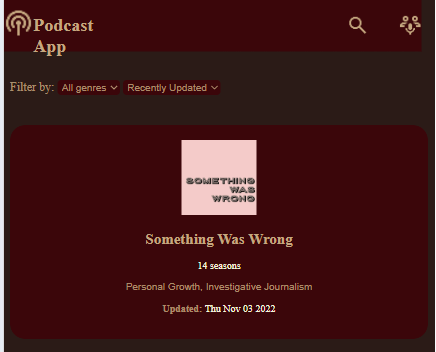 Podcast
App
Filter by: All genres Recently Updated
SOMETHING
WAS
WRONG
Something Was Wrong
14 seasons
Personal Growth, Investigative Journalism
Updated: Thu Nov 03 2022